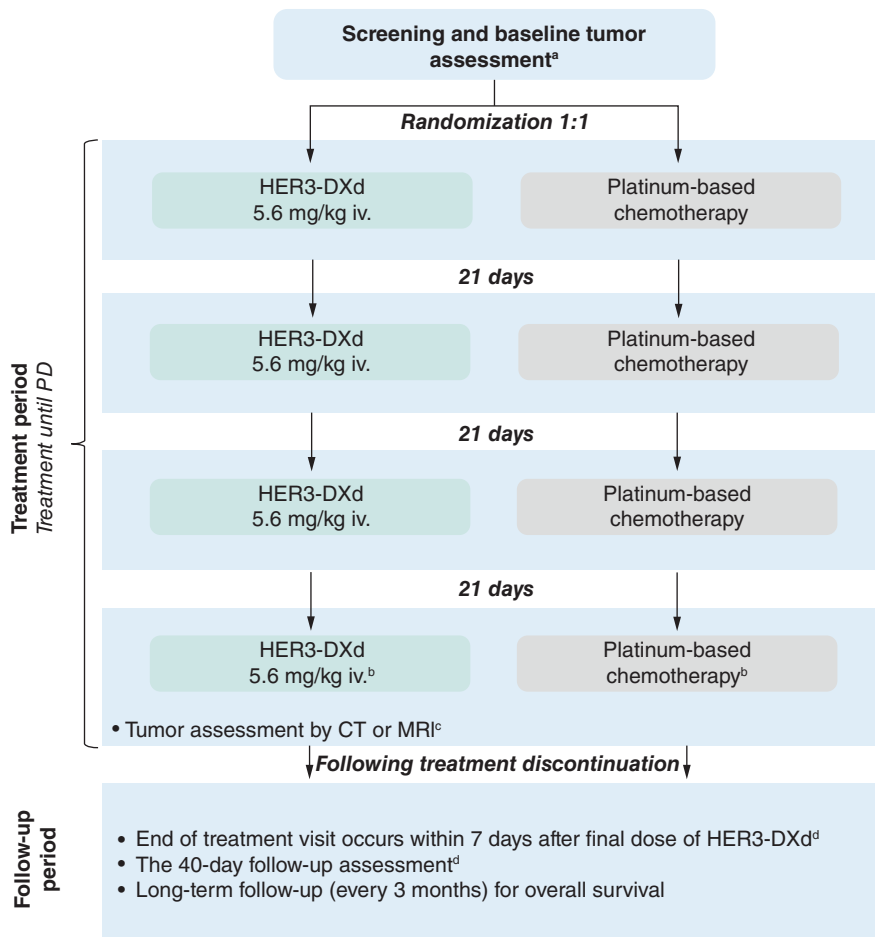 Screening and baseline tumor
assessmentᵃ
Randomization 1:1
HER3-DXd
5.6 mg/kg iv.
Platinum-based
chemotherapy
21 days
HER3-DXd
5.6 mg/kg iv.
Platinum-based
chemotherapy
21 days
HER3-DXd
5.6 mg/kg iv.
Platinum-based
chemotherapy
21 days
HER3-DXd
5.6 mg/kg iv.ᵇ
Platinum-based
chemotherapyᵇ
• Tumor assessment by CT or MRIᶜ
Treatment period
Treatment until PD
Following treatment discontinuation
Follow-up
period
• End of treatment visit occurs within 7 days after final dose of HER3-DXdᵈ
• The 40-day follow-up assessmentᵈ
• Long-term follow-up (every 3 months) for overall survival